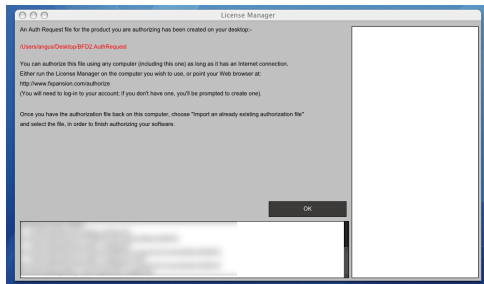 License Manager
An Auth Request file for the product you are authorizing has been created on your desktop:-
/Users/angus/Desktop/BFD2.AuthRequest
You can authorize this file using any computer (including this one) as long as it has an Internet connection.
Either run the License Manager on the computer you wish to use, or point your Web browser at:
http://www.fxpansion.com/authorize
(You will need to log-in to your account; if you don't have one, you'll be prompted to create one).
Once you have the authorization file back on this computer, choose "Import an already existing authorization file"
and select the file, in order to finish authorizing your software.
OK